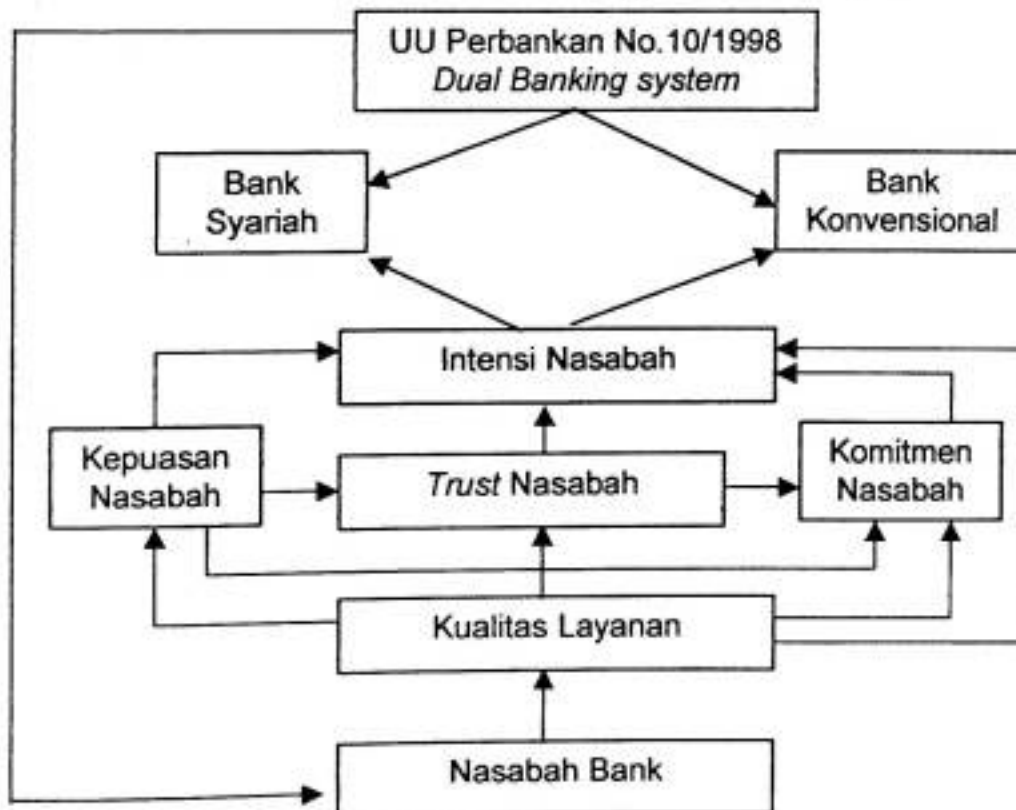 UU Perbankan No.10/1998
Dual Banking system
Bank
Syariah
Bank
Konvensional
Intensi Nasabah
Kepuasan
Nasabah
Trust Nasabah
Komitmen
Nasabah
Kualitas Layanan
Nasabah Bank